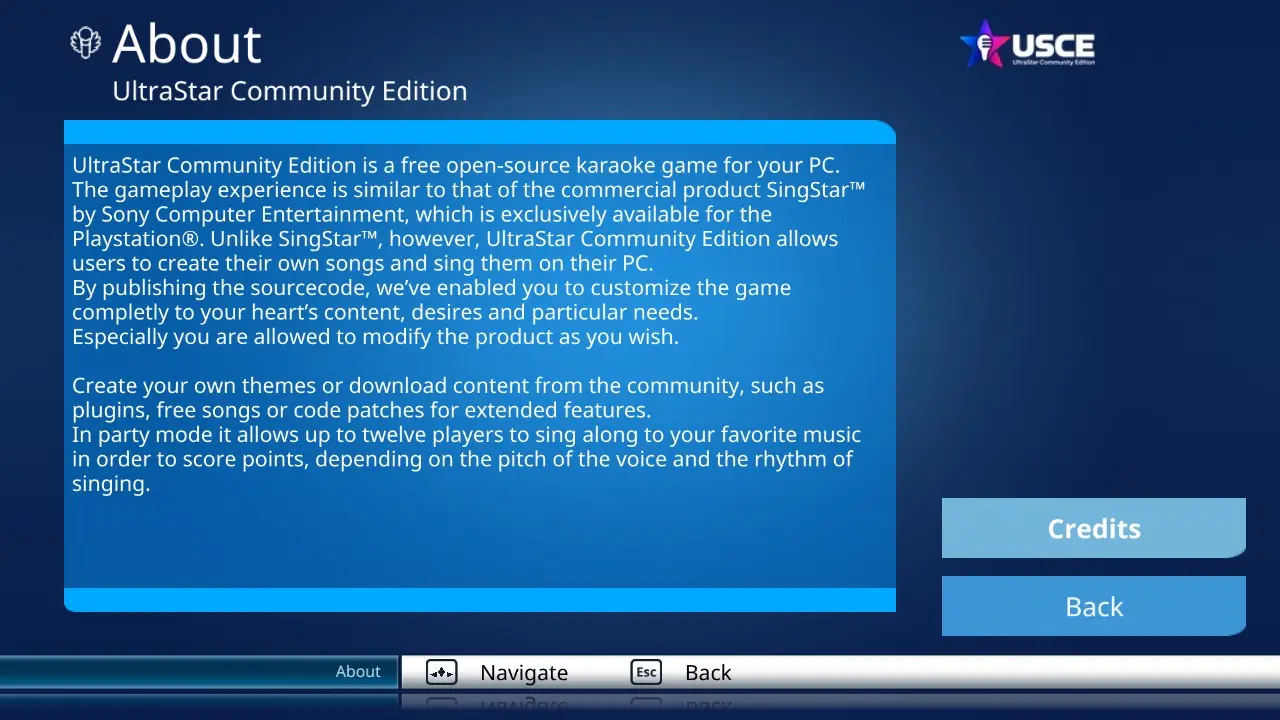 About
UltraStar Community Edition
USCE
UltraStar Community Edition
UltraStar Community Edition is a free open-source karaoke game for your PC.
The gameplay experience is similar to that of the commercial product SingStar™
by Sony Computer Entertainment, which is exclusively available for the
Playstation®. Unlike SingStar™, however, UltraStar Community Edition allows
users to create their own songs and sing them on their PC.
By publishing the sourcecode, we’ve enabled you to customize the game
completly to your heart’s content, desires and particular needs.
Especially you are allowed to modify the product as you wish.
Create your own themes or download content from the community, such as
plugins, free songs or code patches for extended features.
In party mode it allows up to twelve players to sing along to your favorite music
in order to score points, depending on the pitch of the voice and the rhythm of
singing.
Credits
Back
About
Navigate
Esc
Back